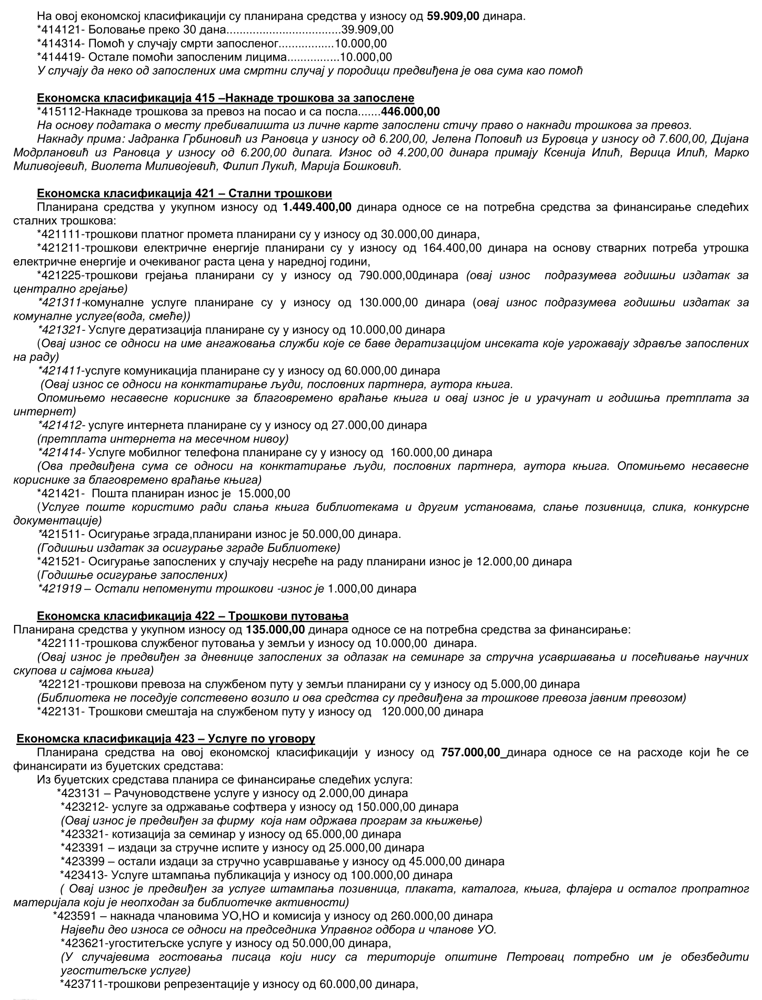 На овој економској класификацији су планирана средства у износу од 59.909,00 динара.
*414121- Боловање преко 30 дана..................................39.909,00
*414314- Помоћ у случају смрти запосленог.................10.000,00
*414419- Остале помоћи запосленим лицима................10.000,00
У случају да неко од запослених има смртни случај у породици предвиђена је ова сума као помоћ
Економска класификација 415 –Накнаде трошкова за запослене
*415112-Накнаде трошкова за превоз на посао и са посла.......446.000,00
На основу података о месту пребивалишта из личне карте запослени стичу право о накнади трошкова за превоз.
Накнаду прима: Јадранка Грбиновић из Рановца у износу од 6.200,00, Јелена Поповић из Буровца у износу од 7.600,00, Дијана
Модрлановић из Рановца у износу од 6.200,00 диnara. Износ од 4.200,00 динара примају Ксенија Илић, Верица Илић, Марко
Миливојевић, Виолета Миливојевић, Филип Лукић, Марија Бошковић.
Економска класификација 421 – Стални трошкови
Планирана средства у укупном износу од 1.449.400,00 динара односе се на потребна средства за финансирање следећих
сталних трошкова:
*421111-трошкови платног промета планирани су у износу од 30.000,00 динара,
*421211-трошкови електричне енергије планирани су у износу од 164.400,00 динара на основу стварних потреба утрошка
електричне енергије и очекиваног раста цена у наредној години,
*421225-трошкови грејања планирани су у износу од 790.000,00динара (овај износ подразумева годишњи издатак за
централно грејање)
*421311-комуналне услуге планиране су у износу од 130.000,00 динара (овај износ подразумева годишњи издатак за
комуналне услуге(вода, смеће))
*421321- Услуге дератизација планиране су у износу од 10.000,00 динара
(Овај износ се односи на име ангажовања служби које се баве дератизацијом инсеката које угрожавају здравље запослених
на раду)
*421411-услуге комуникација планиране су у износу од 60.000,00 динара
(Овај износ се односи на конктатирање људи, пословних партнера, аутора књига.
Опомињемо несавесне кориснике за благовремено враћање књига и овај износ је и урачунат и годишња претплата за
интернет)
*421412- услуге интернета планиране су у износу од 27.000,00 динара
(претплата интернета на месечном нивоу)
*421414- Услуге мобилног телефона планиране су у износу од 160.000,00 динара
(Ова предвиђена сума се односи на конктатирање људи, пословних партнера, аутора књига. Опомињемо несавесне
кориснике за благовремено враћање књига)
*421421- Пошта планиран износ је 15.000,00
(Услуге поште користимо ради слања књига библиотекама и другим установама, слање позивница, слика, конкурсне
документације)
*421511- Осигурање зграда,планирани износ је 50.000,00 динара.
(Годишњи издатак за осигурање зграде Библиотеке)
*421521- Осигурање запослених у случају несреће на раду планирани износ је 12.000,00 динара
(Годишње осигурање запослених)
*421919 – Остали непоменути трошкови -износ је 1.000,00 динара
Економска класификација 422 – Трошкови путовања
Планирана средства у укупном износу од 135.000,00 динара односе се на потребна средства за финансирање:
*422111-трошкова службеног путовања у земљи у износу од 10.000,00 динара.
(Овај износ је предвиђен за дневнице запослених за одлазак на семинаре за стручна усавршавања и посећивање научних
скупова и сајмова књига)
*422121-трошкови превоза на службеном путу у земљи планирани су у износу од 5.000,00 динара
(Библиотека не поседује сопстевено возило и ова средства су предвиђена за трошкове превоза јавним превозом)
*422131- Трошкови смештаја на службеном путу у износу од 120.000,00 динара
Економска класификација 423 – Услуге по уговору
Планирана средства на овој економској класификацији у износу од 757.000,00_динара односе се на расходе који ће се
финансирати из буџетских средстава:
Из буџетских средстава планира се финансирање следећих услуга:
*423131 – Рачуноводствене услуге у износу од 2.000,00 динара
*423212- услуге за одржавање софтвера у износу од 150.000,00 динара
(Овај износ је предвиђен за фирму која нам одржава програм за књижење)
*423321- котизација за семинар у износу од 65.000,00 динара
*423391 – издаци за стручне испите у износу од 25.000,00 динара
*423399 – остали издаци за стручно усавршавање у износу од 45.000,00 динара
*423413- Услуге штампања публикација у износу од 100.000,00 динара
( Овај износ је предвиђен за услуге штампања позивница, плаката, каталога, књига, флајера и осталог пропратног
материјала који је неопходан за библиотечке активности)
*423591 – накнада члановима УО,НО и комисија у износу од 260.000,00 динара
Највећи део износа се односи на председника Управног одбора и чланове УО.
*423621-угоститељске услуге у износу од 50.000,00 динара,
(У случајевима гостовања писаца који нису са територије општине Петровац потребно им је обезбедити
угоститељске услуге)
*423711-трошкови репрезентације у износу од 60.000,00 динара,